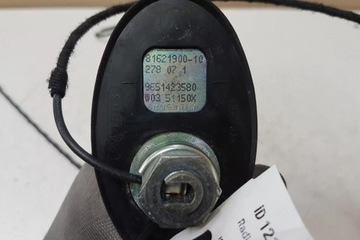 81621900-10
278 07 1
9651423580
003 51150X
iD 12
Radi